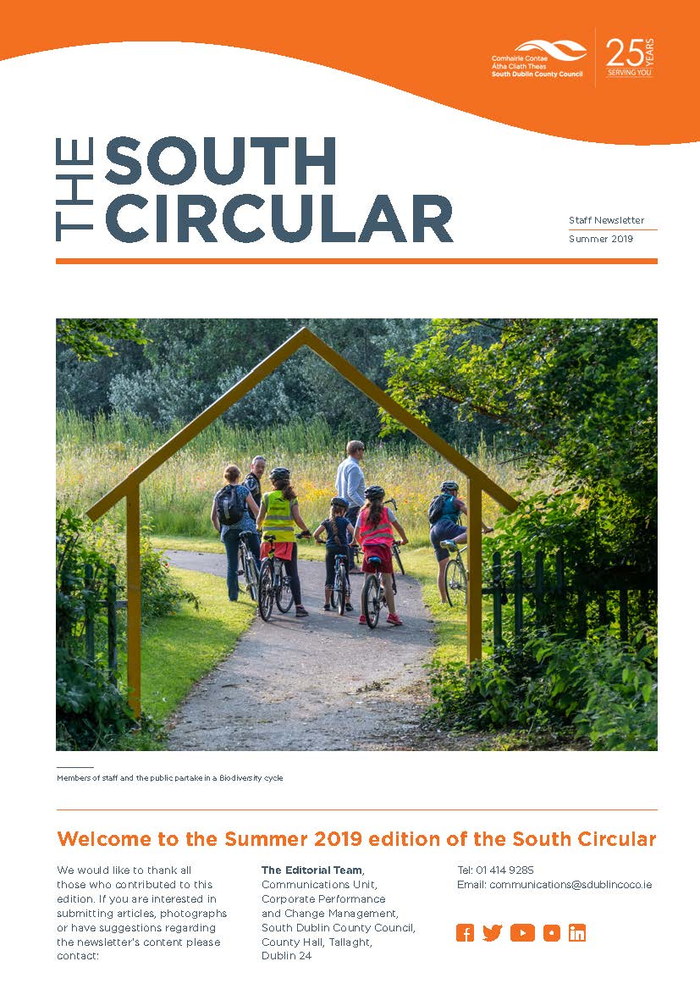 Comhairle Contae
Átha Cliath Theas
South Dublin County Council
25 YEARS
SERVING YOU
THE SOUTH
CIRCULAR
Staff Newsletter
Summer 2019
Members of staff and the public partake in a Biodiversity cycle
Welcome to the Summer 2019 edition of the South Circular
We would like to thank all
those who contributed to this
edition. If you are interested in
submitting articles, photographs
or have suggestions regarding
the newsletter's content please
contact:
The Editorial Team,
Communications Unit,
Corporate Performance
and Change Management,
South Dublin County Council,
County Hall, Tallaght,
Dublin 24
Tel: 01 414 9285
Email: communications@sdublincoco.ie